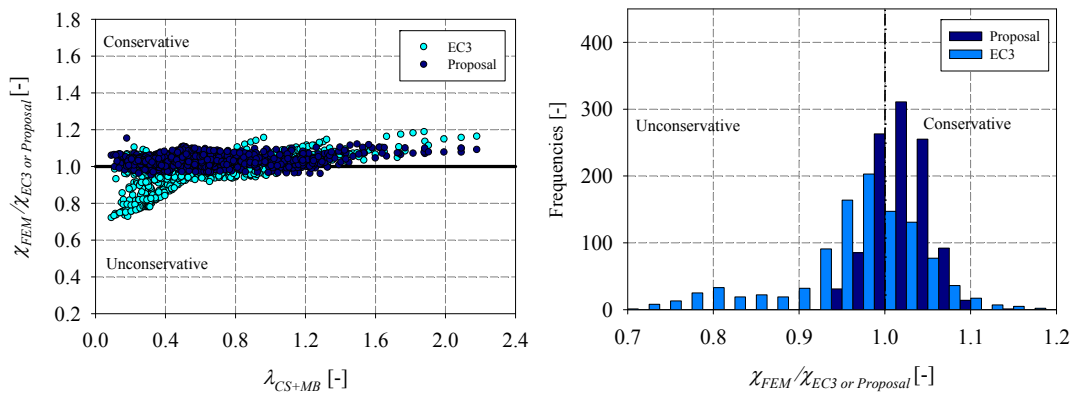 1.8
1.6
1.4
1.2
1.0
0.8
0.6
0.4
0.2
Conservative
EC3
Proposal
Unconservative
0.0 0.4 0.8 1.2 1.6 2.0 2.4
λCS+MB [-]
χFEM/χEC3 or Proposal [-]
400
300
200
100
0
Proposal
EC3
Unconservative
Conservative
0.7 0.8 0.9 1.0 1.1 1.2
χFEM/χEC3 or Proposal [-]
Frequencies [-]